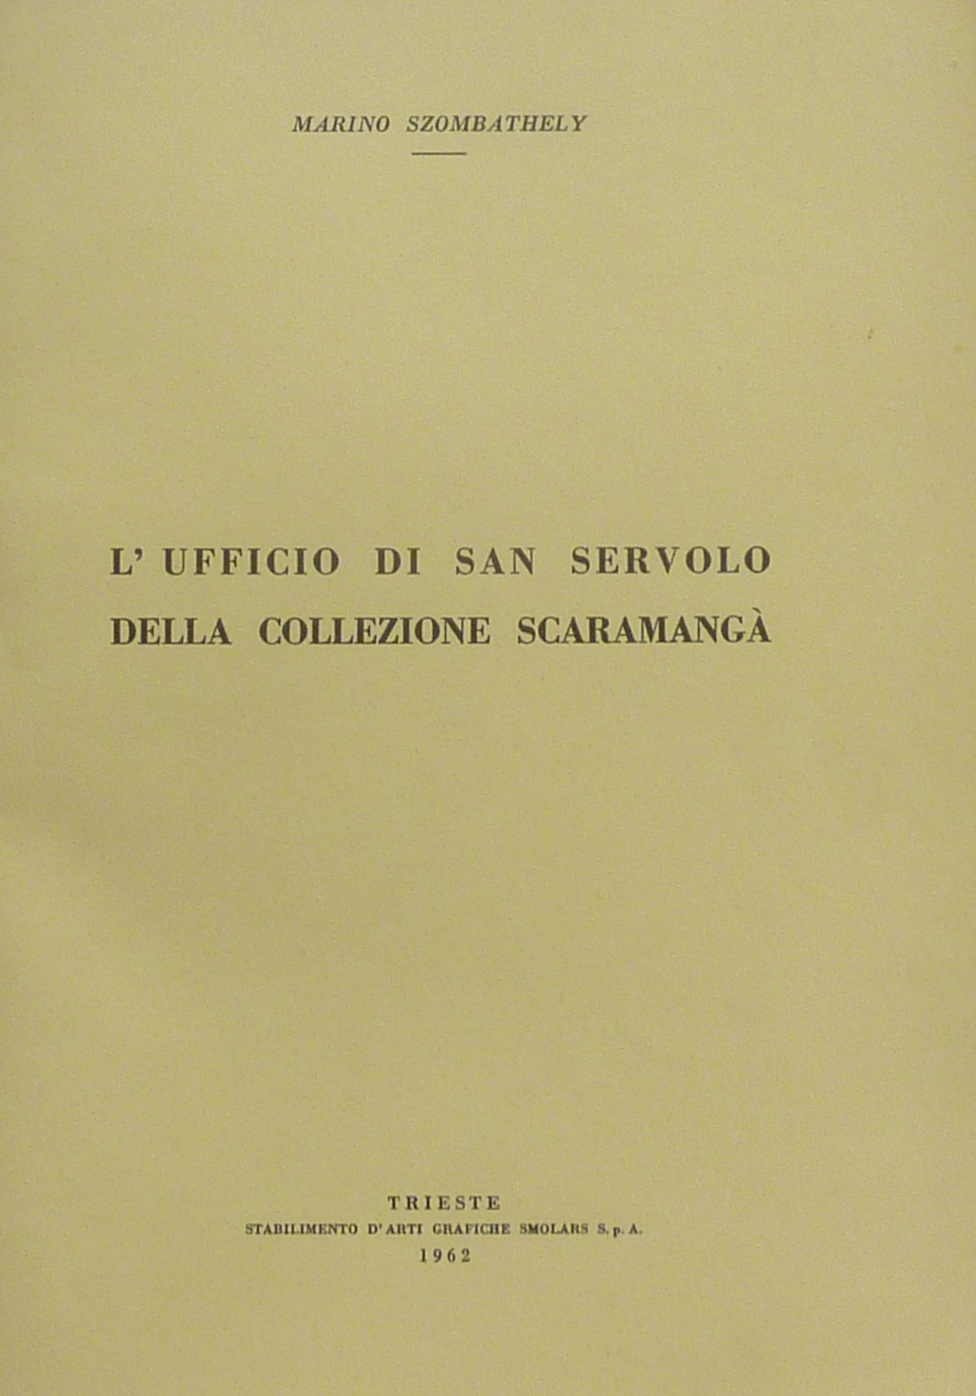 MARINO SZOMBATHELY
L' UFFICIO DI SAN SERVOLO
DELLA COLLEZIONE SCARAMANGÀ
TRIESTE
STABILIMENTO D'ARTI GRAFICHE SMOLARS S. p. A.
1962